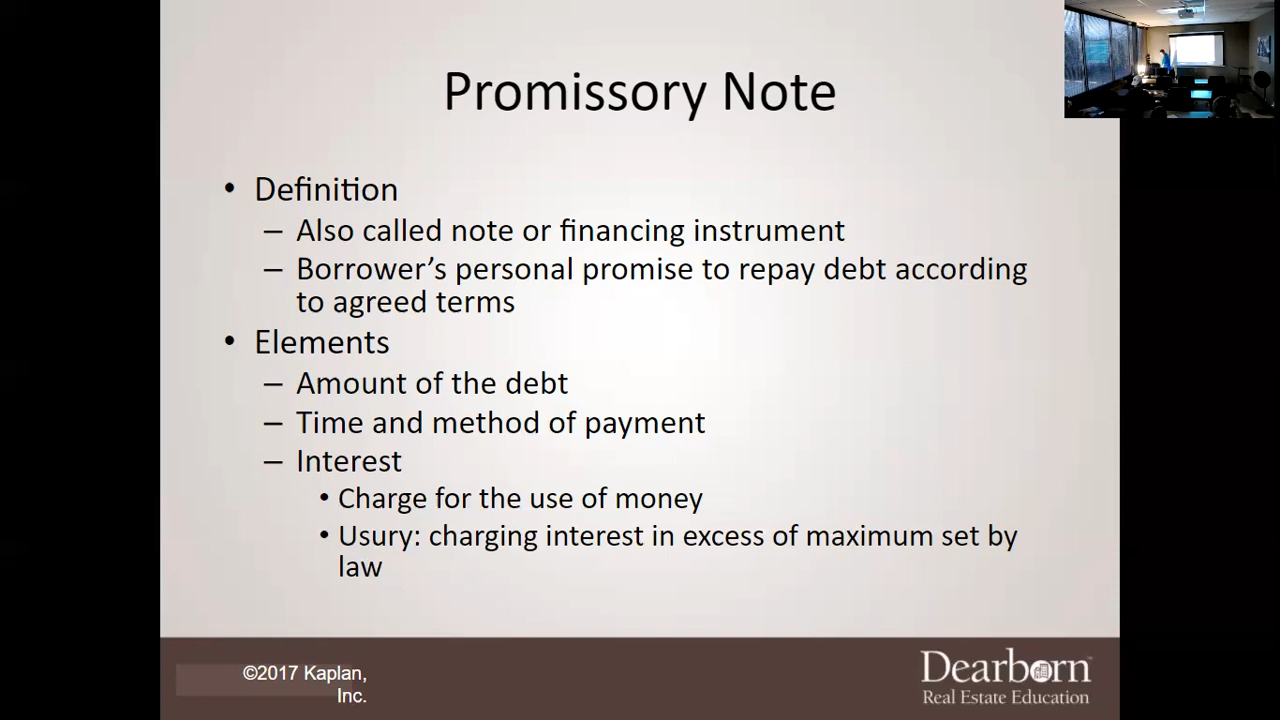 Promissory Note
• Definition
– Also called note or financing instrument
– Borrower’s personal promise to repay debt according
to agreed terms
• Elements
– Amount of the debt
– Time and method of payment
– Interest
• Charge for the use of money
• Usury: charging interest in excess of maximum set by
law
©2017 Kaplan,
Inc.
Dearborn™
Real Estate Education